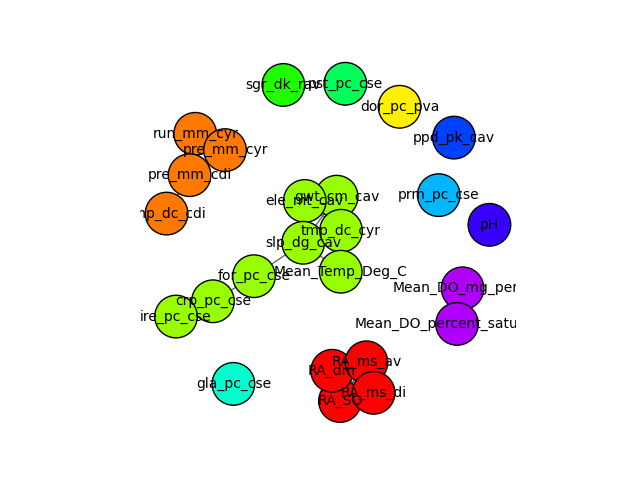 sgr_dk_rav
pst_pc_cse
dor_pc_pva
run_mm_cyr
ppd_pk_cav
pre_mm_cyr
pre_mm_cdi
prm_pc_cse
ele_mt_cav
gwt_cm_cav
mp_dc_cdi
pH
tmp_dc_cyr
slp_dg_cav
for_pc_cse
Mean_Temp_Deg_C
Mean_DO_mg_per
crp_pc_cse
ire_pc_cse
Mean_DO_percent_satu
RA_ms_av
RA_dm
gla_pc_cse
RA_ms_di
RA_SO